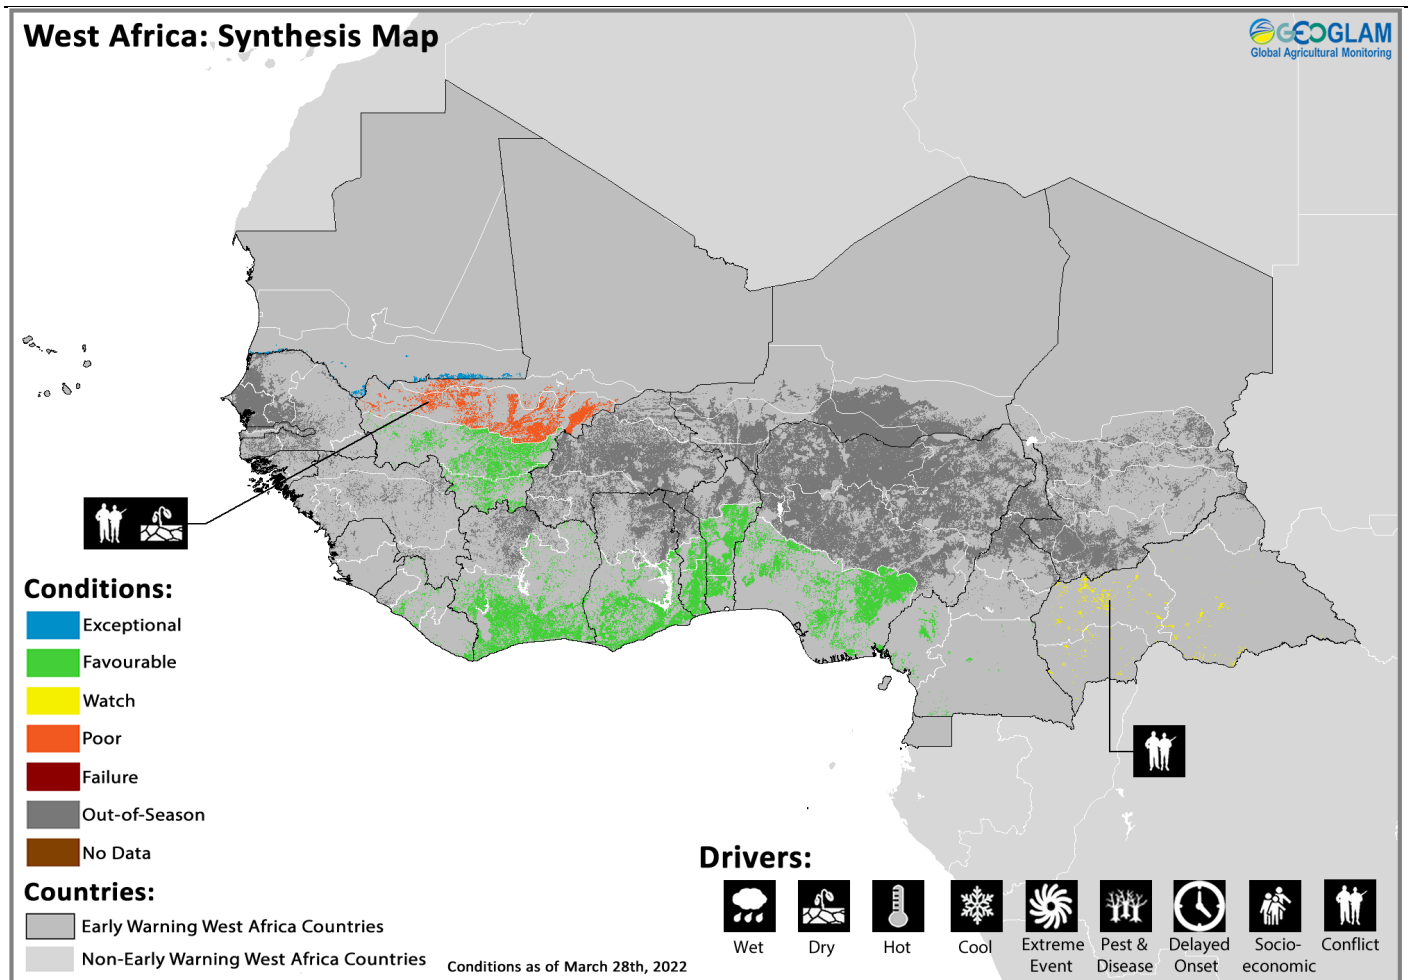 West Africa: Synthesis Map
GEOGLAM
Global Agricultural Monitoring
Conditions:
Exceptional
Favourable
Watch
Poor
Failure
Out-of-Season
No Data
Countries:
Early Warning West Africa Countries
Non-Early Warning West Africa Countries
Conditions as of March 28th, 2022
Drivers:
Wet
Dry
Hot
Cool
Extreme
Event
Pest &
Disease
Delayed
Onset
Socio-
economic
Conflict